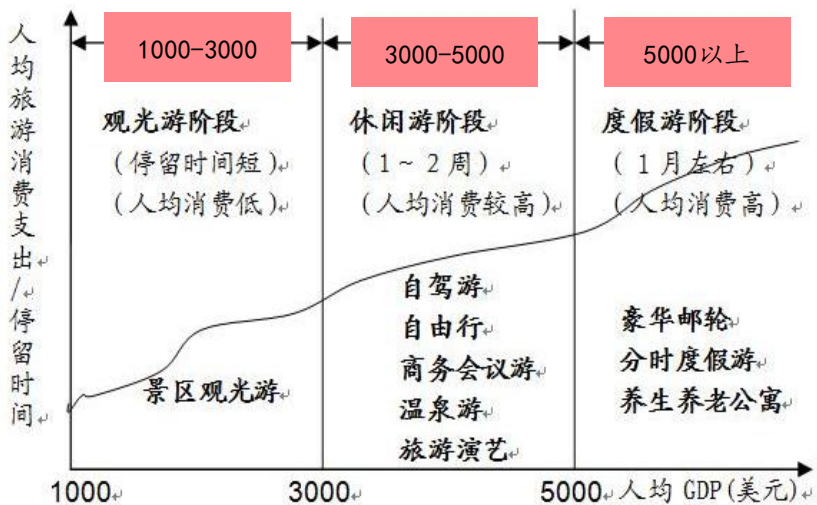 人均旅游消费支出/停留时间
1000-3000
3000-5000
5000以上
观光游阶段
(停留时间短)
(人均消费低)
休闲游阶段
(1~2周)
(人均消费较高)
度假游阶段
(1月左右)
(人均消费高)
景区观光游
自驾游
自由行
商务会议游
温泉游
旅游演艺
豪华邮轮
分时度假游
养生养老公寓
1000
3000
5000
人均GDP(美元)